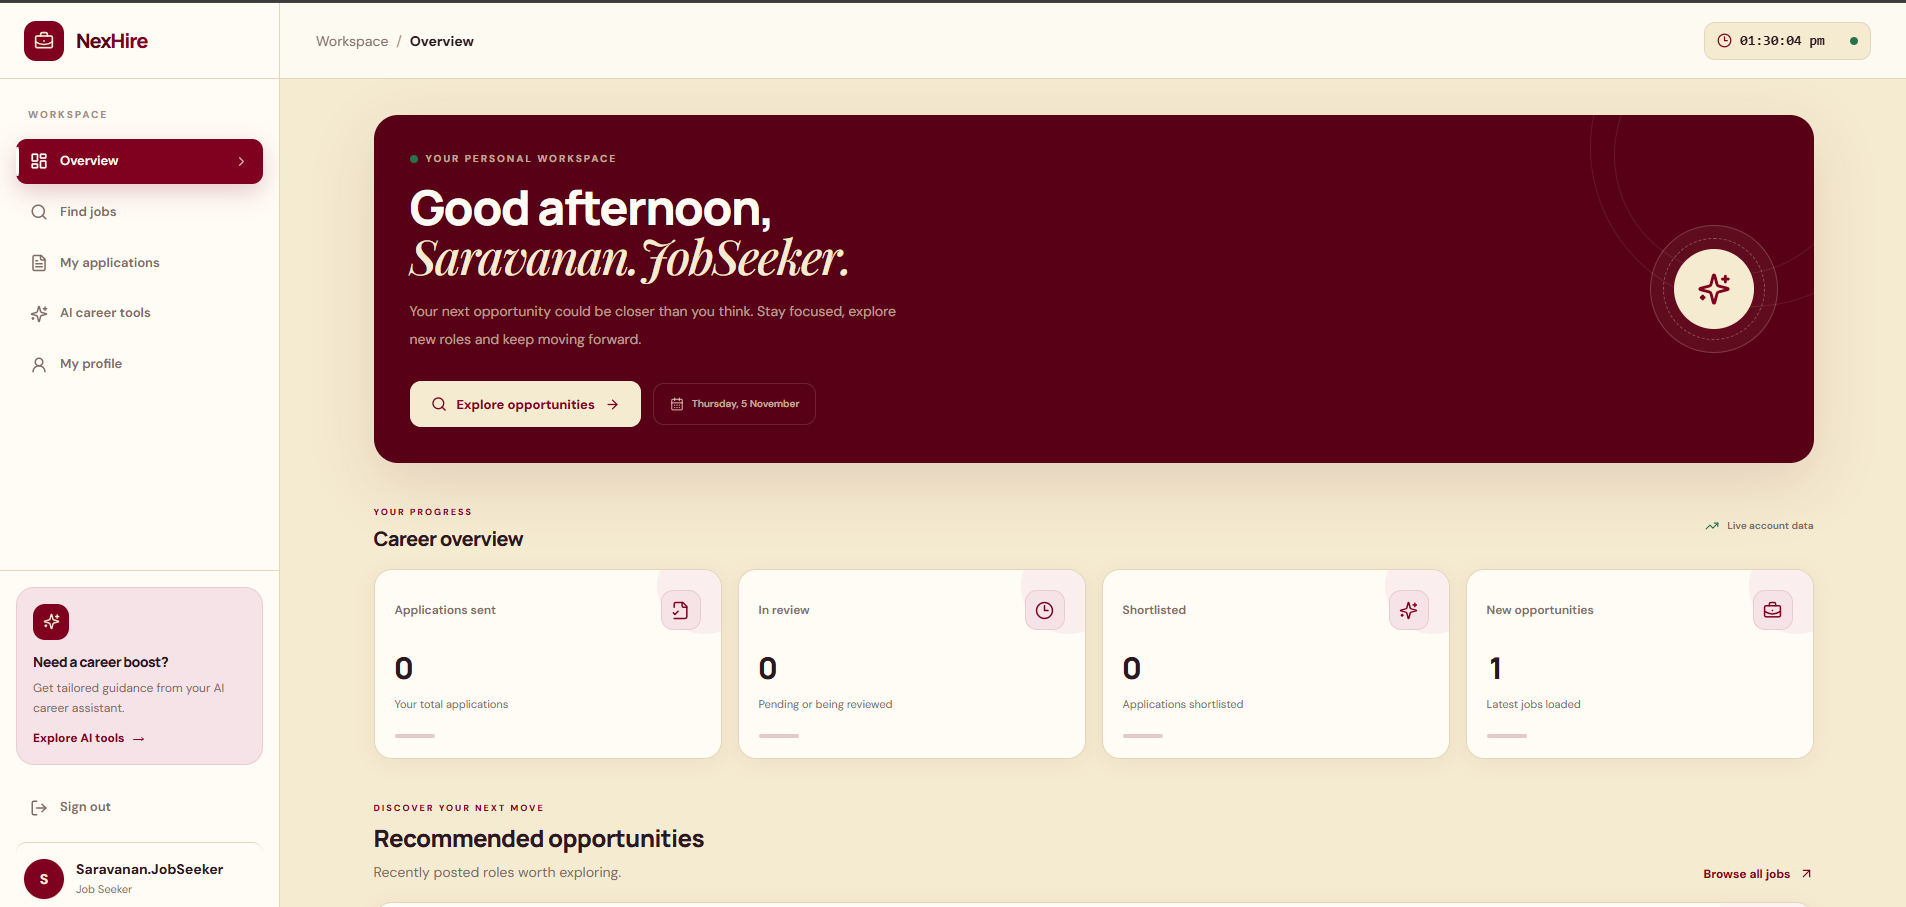 NexHire
Workspace / Overview
01:30:04 pm
WORKSPACE
Overview
Find jobs
My applications
AI career tools
My profile
Need a career boost?
Get tailored guidance from your AI
career assistant.
Explore AI tools →
Sign out
S
Saravanan.JobSeeker
Job Seeker
YOUR PERSONAL WORKSPACE
Good afternoon,
Saravanan.JobSeeker.
Your next opportunity could be closer than you think. Stay focused, explore
new roles and keep moving forward.
Explore opportunities →
Thursday, 5 November
YOUR PROGRESS
Career overview
Live account data
Applications sent
0
Your total applications
In review
0
Pending or being reviewed
Shortlisted
0
Applications shortlisted
New opportunities
1
Latest jobs loaded
DISCOVER YOUR NEXT MOVE
Recommended opportunities
Recently posted roles worth exploring.
Browse all jobs